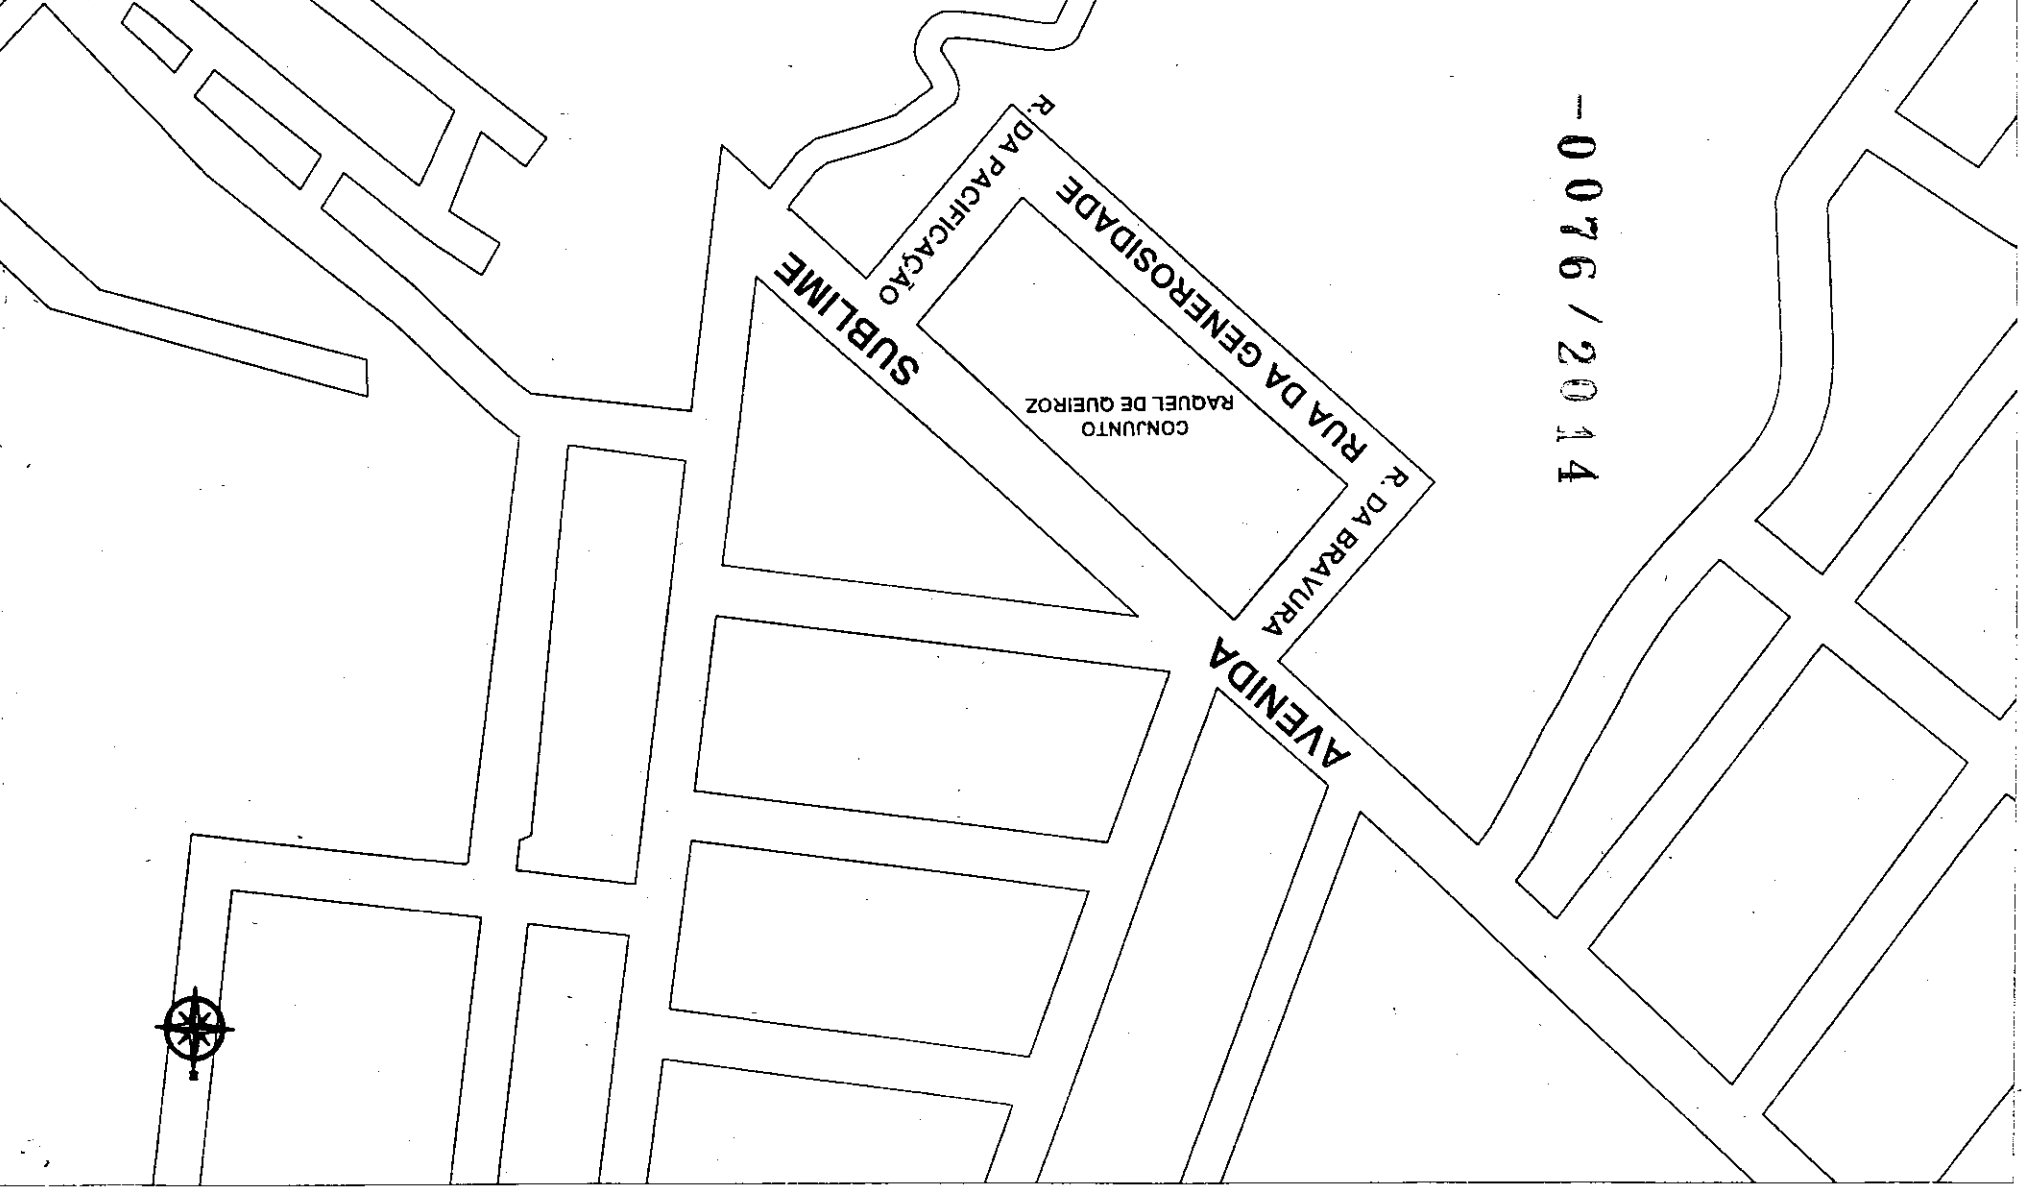 AVENIDA SUBLIME
R. DA BRAVURA
RUA DA GENEROSIDADE
R. DA PACIFICAÇÃO
CONJUNTO
RAQUEL DE QUEIROZ
-0076/2014